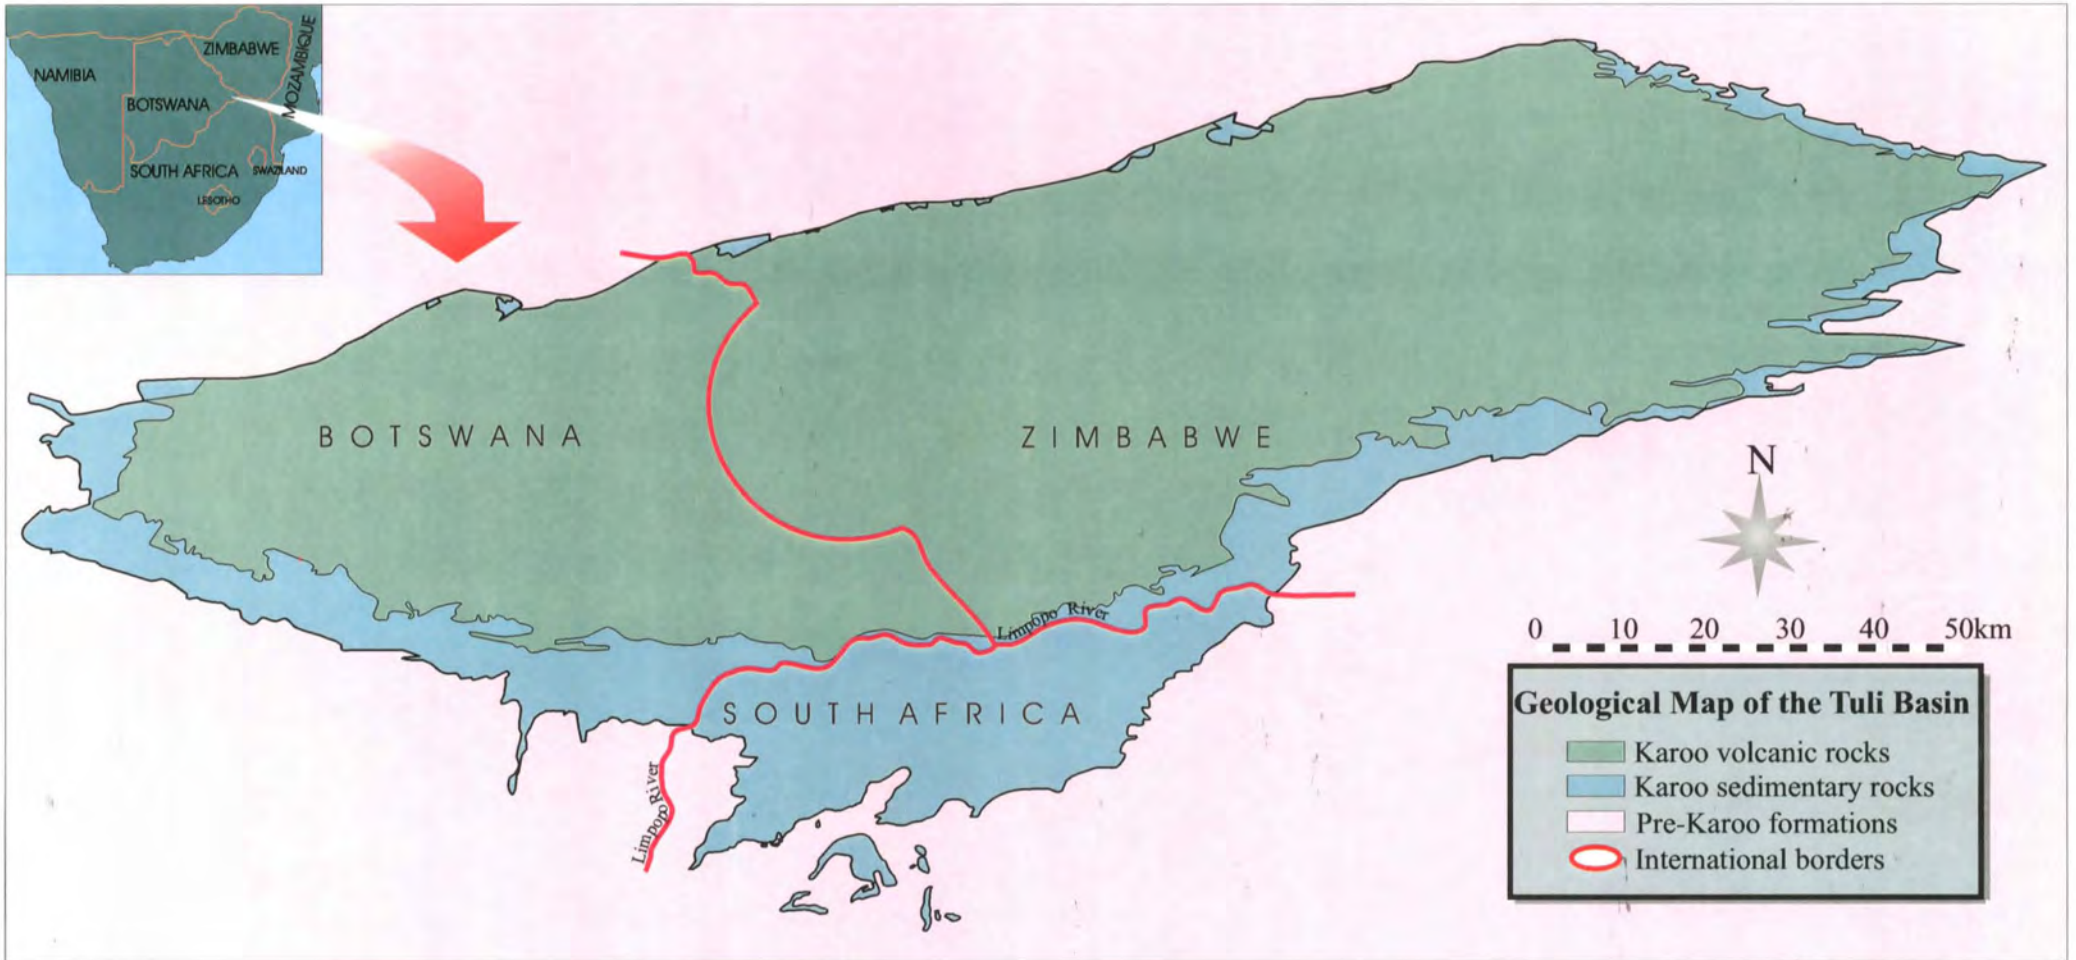 ZIMBABWE
MOZAMBIQUE
NAMIBIA
BOTSWANA
SOUTH AFRICA
SWAZILAND
LESOTHO
BOTSWANA
ZIMBABWE
N
Limpopo River
0 10 20 30 40 50km
SOUTH AFRICA
Limpopo River
Geological Map of the Tuli Basin
Karoo volcanic rocks
Karoo sedimentary rocks
Pre-Karoo formations
International borders